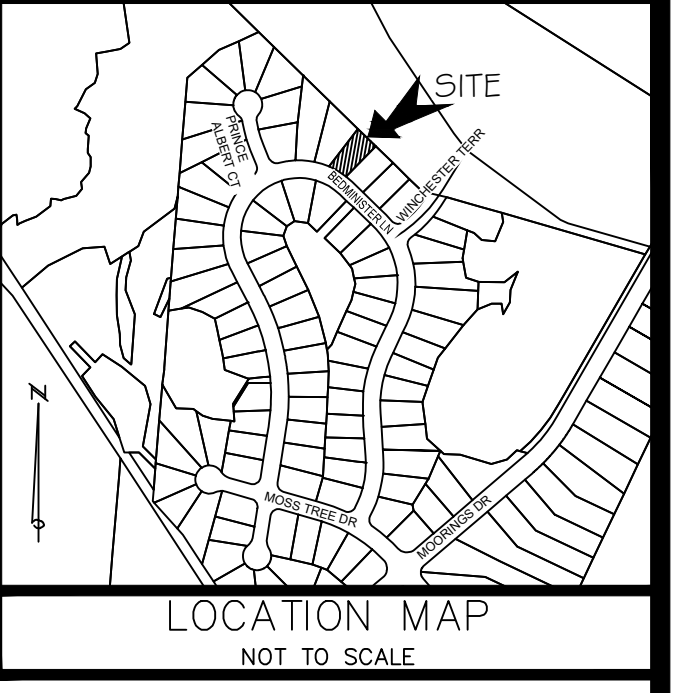 SITE
PRINCE
ALBERT CT
BEDMINISTER LN
WINCHESTER TERR
N
MOSS TREE DR
MOORINGS DR
LOCATION MAP
NOT TO SCALE